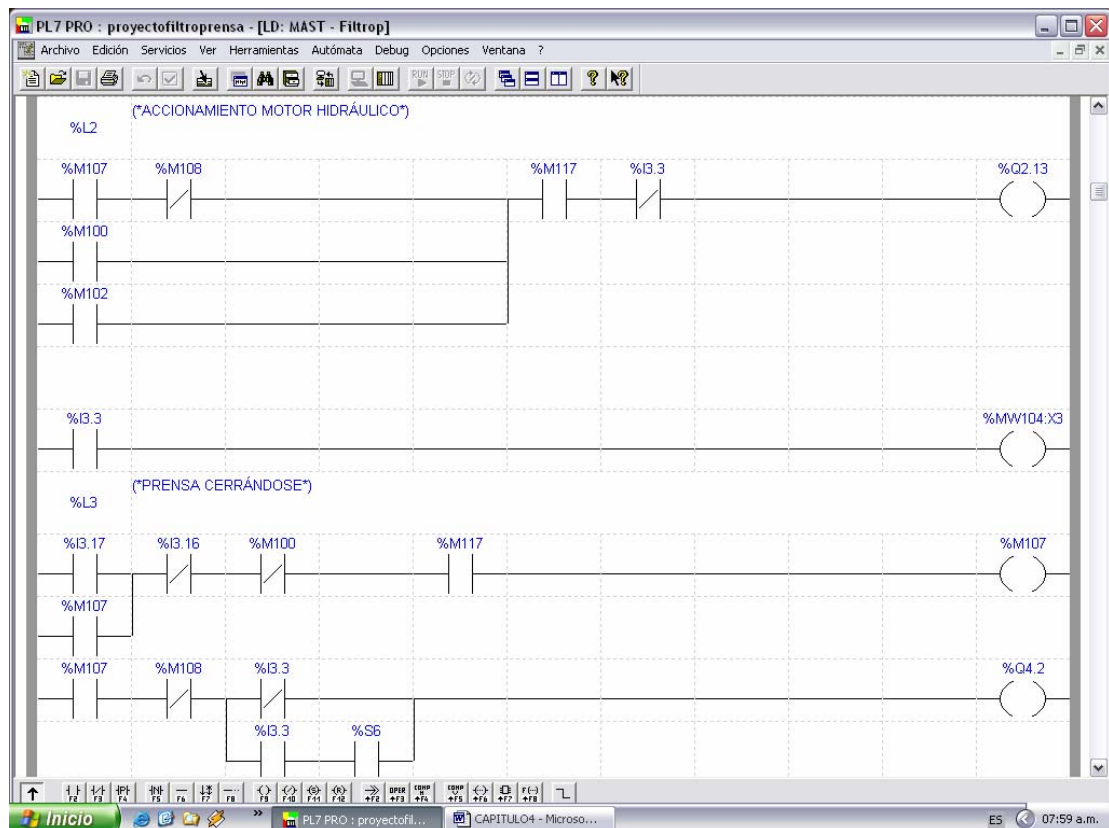 PL7 PRO : proyectofiltroprensa - [LD: MAST - Filtrop]
Archivo Edición Servicios Ver Herramientas Autómata Debug Opciones Ventana ?
(*ACCIONAMIENTO MOTOR HIDRÁULICO*)
%L2
%M107 %M108 %M117 %I3.3 %Q2.13
%M100
%M102
%I3.3 %MW104:X3
(*PRENSA CERRÁNDOSE*)
%L3
%I3.17 %I3.16 %M100 %M117 %M107
%M107
%M107 %M108 %I3.3 %Q4.2
%I3.3 %S6
Inicio » PL7 PRO : proyectofil... CAPITULO4 - Microso... ES 07:59 a.m.